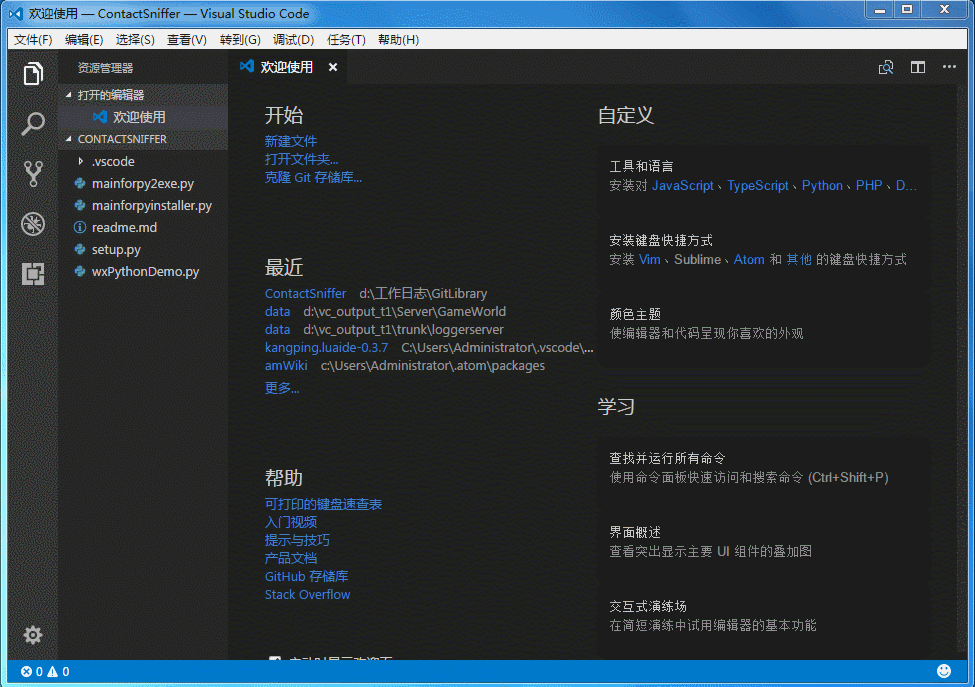 欢迎使用 — ContactSniffer — Visual Studio Code
文件(F) 编辑(E) 选择(S) 查看(V) 转到(G) 调试(D) 任务(T) 帮助(H)
资源管理器
打开的编辑器
欢迎使用
CONTACTSNIFFER
.vscode
mainforpy2exe.py
mainforpyinstaller.py
readme.md
setup.py
wxPythonDemo.py
欢迎使用
开始
新建文件
打开文件夹...
克隆 Git 存储库...
最近
ContactSniffer d:\工作日志\GitLibrary
data d:\vc_output_t1\Server\GameWorld
data d:\vc_output_t1\trunk\loggerserver
kangping.luaide-0.3.7 C:\Users\Administrator\.vscode\...
amWiki c:\Users\Administrator\.atom\packages
更多...
帮助
可打印的键盘速查表
入门视频
提示与技巧
产品文档
GitHub 存储库
Stack Overflow
自定义
工具和语言
安装对 JavaScript、TypeScript、Python、PHP、D...
安装键盘快捷方式
安装 Vim、Sublime、Atom 和 其他 的键盘快捷方式
颜色主题
使编辑器和代码呈现你喜欢的外观
学习
查找并运行所有命令
使用命令面板快速访问和搜索命令 (Ctrl+Shift+P)
界面概述
查看突出显示主要 UI 组件的叠加图
交互式演练场
在简短演练中试用编辑器的基本功能
0 0